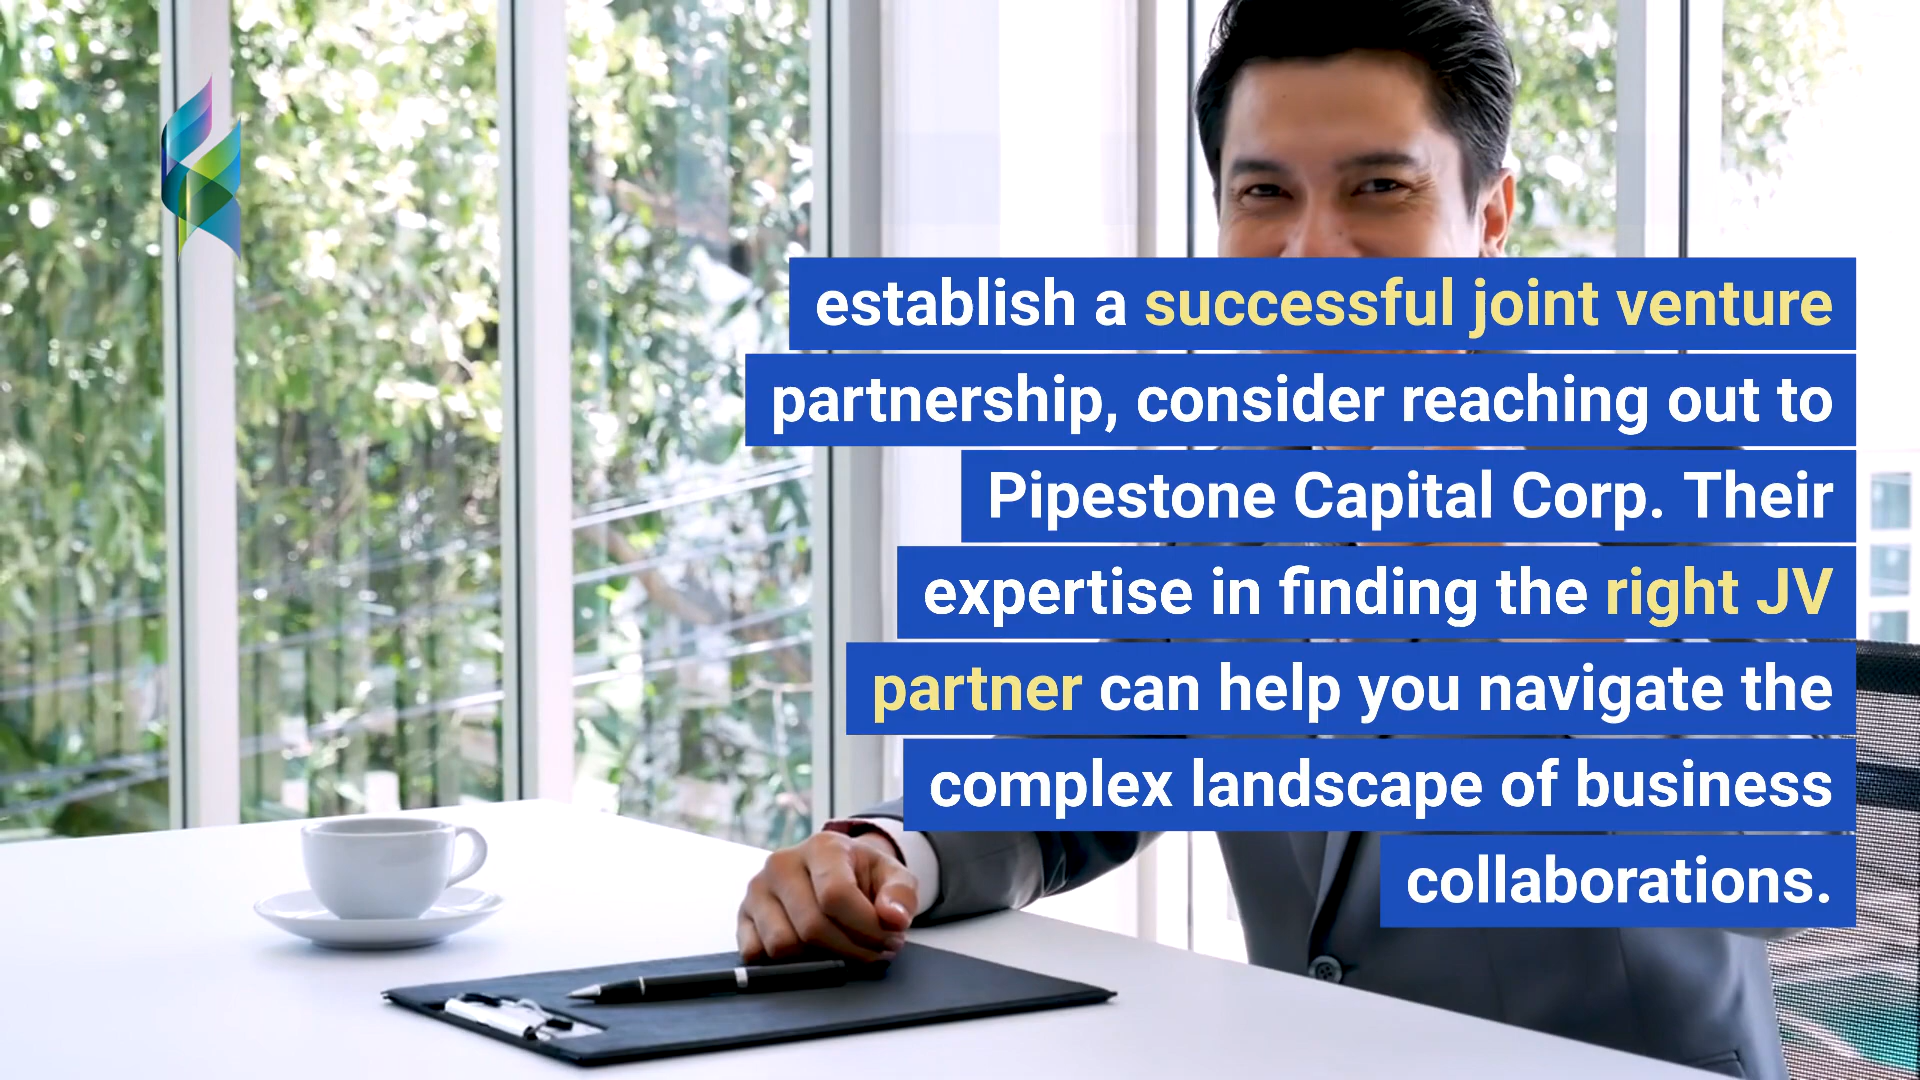 establish a successful joint venture
partnership, consider reaching out to
Pipestone Capital Corp. Their
expertise in finding the right JV
partner can help you navigate the
complex landscape of business
collaborations.